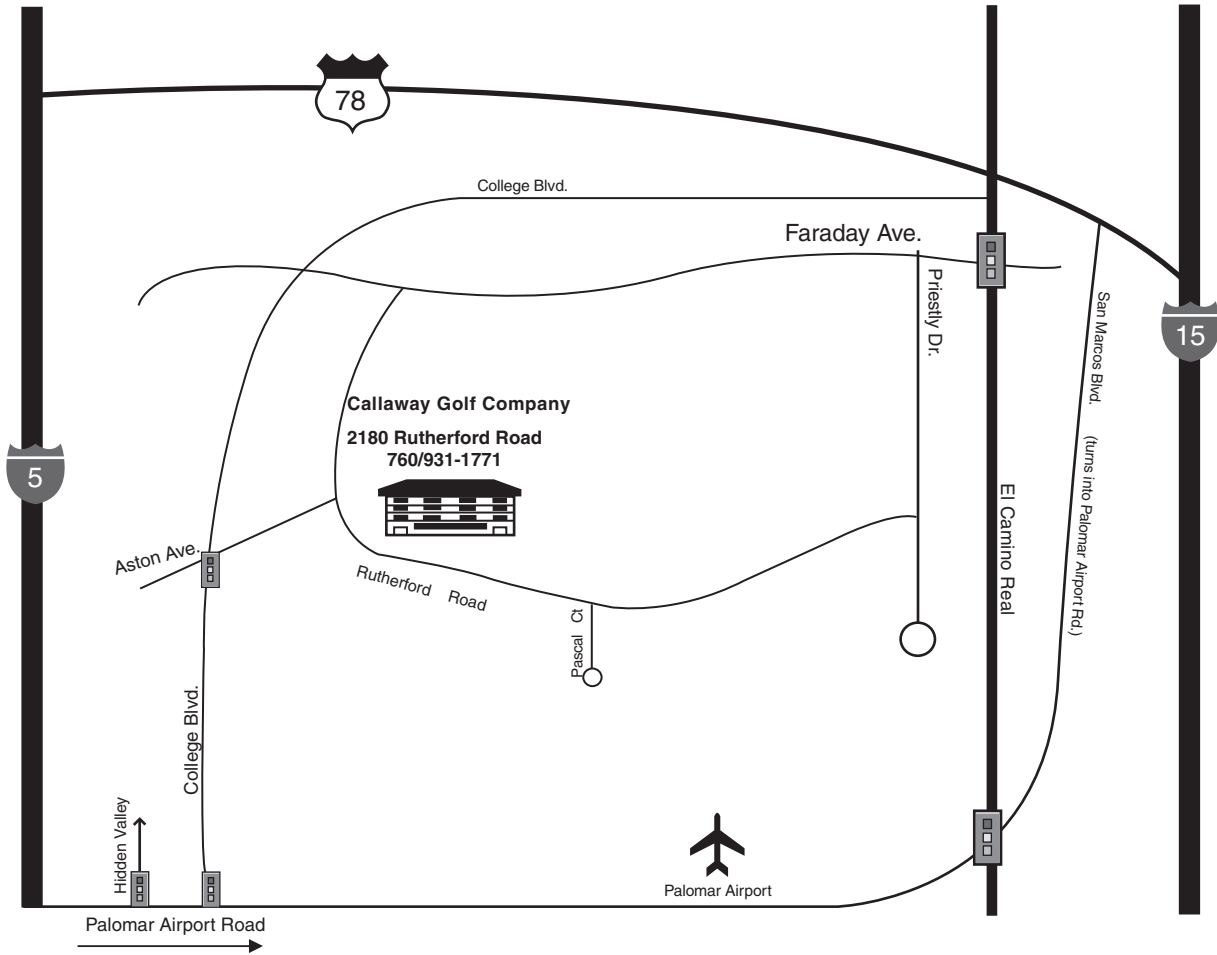 78
College Blvd.
Faraday Ave.
Priestly Dr.
San Marcos Blvd. (turns into Palomar Airport Rd.)
15
Callaway Golf Company
2180 Rutherford Road
760/931-1771
5
El Camino Real
Aston Ave.
Rutherford Road
Pascal Ct
College Blvd.
Hidden Valley
Palomar Airport
Palomar Airport Road